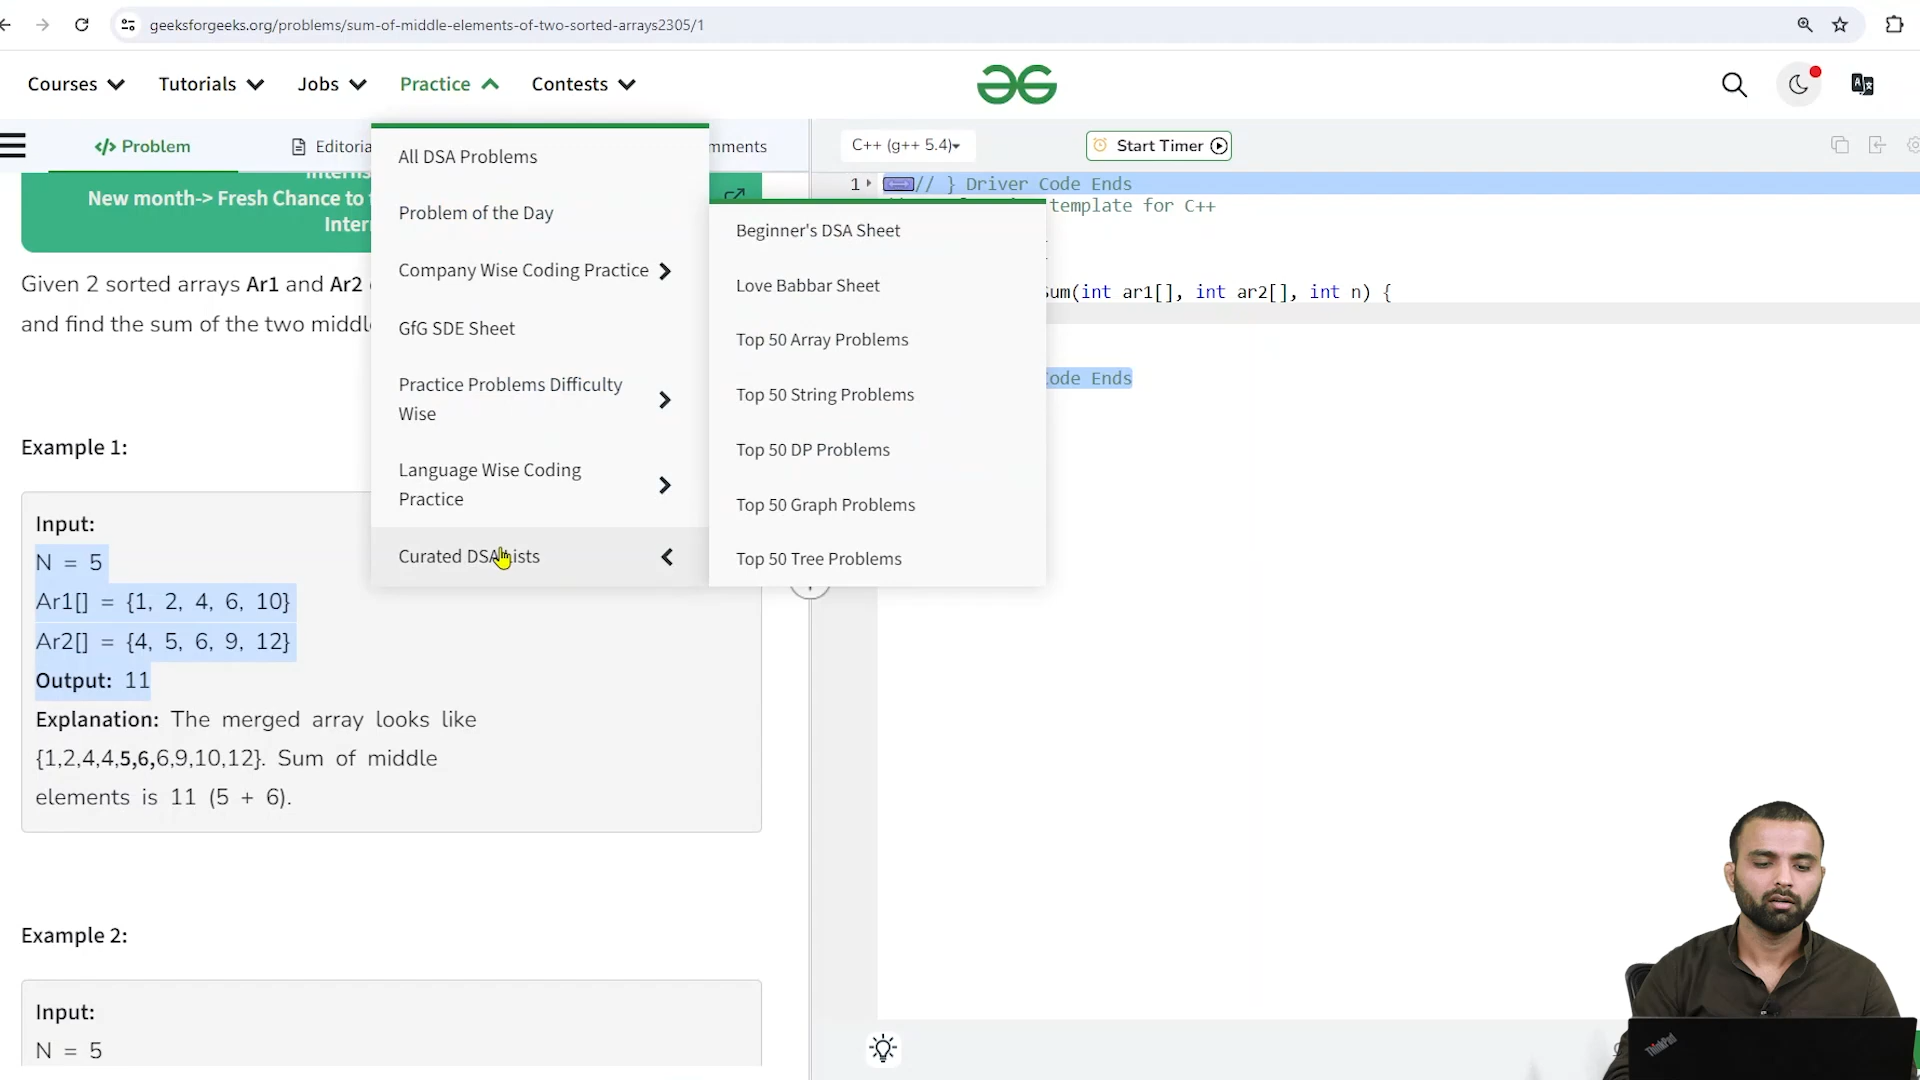 geeksforgeeks.org/problems/sum-of-middle-elements-of-two-sorted-arrays2305/1
Courses
Tutorials
Jobs
Practice
Contests
</> Problem
All DSA Problems
Problem of the Day
Company Wise Coding Practice
GfG SDE Sheet
Practice Problems Difficulty
Wise
Language Wise Coding
Practice
Curated DSA Lists
Beginner's DSA Sheet
Love Babbar Sheet
Top 50 Array Problems
Top 50 String Problems
Top 50 DP Problems
Top 50 Graph Problems
Top 50 Tree Problems
New month-> Fresh Chance to
Given 2 sorted arrays Ar1 and Ar2
and find the sum of the two
Example 1:
Input:
N = 5
Ar1[] = {1, 2, 4, 6, 10}
Ar2[] = {4, 5, 6, 9, 12}
Output: 11
Explanation: The merged array looks like
{1,2,4,4,5,6,6,9,10,12}. Sum of middle
elements is 11 (5 + 6).
Example 2:
Input:
N = 5
C++ (g++ 5.4)
Start Timer
1
// } Driver Code Ends
template for C++
Sum(int ar1[], int ar2[], int n) {
Code Ends
ThinkPad